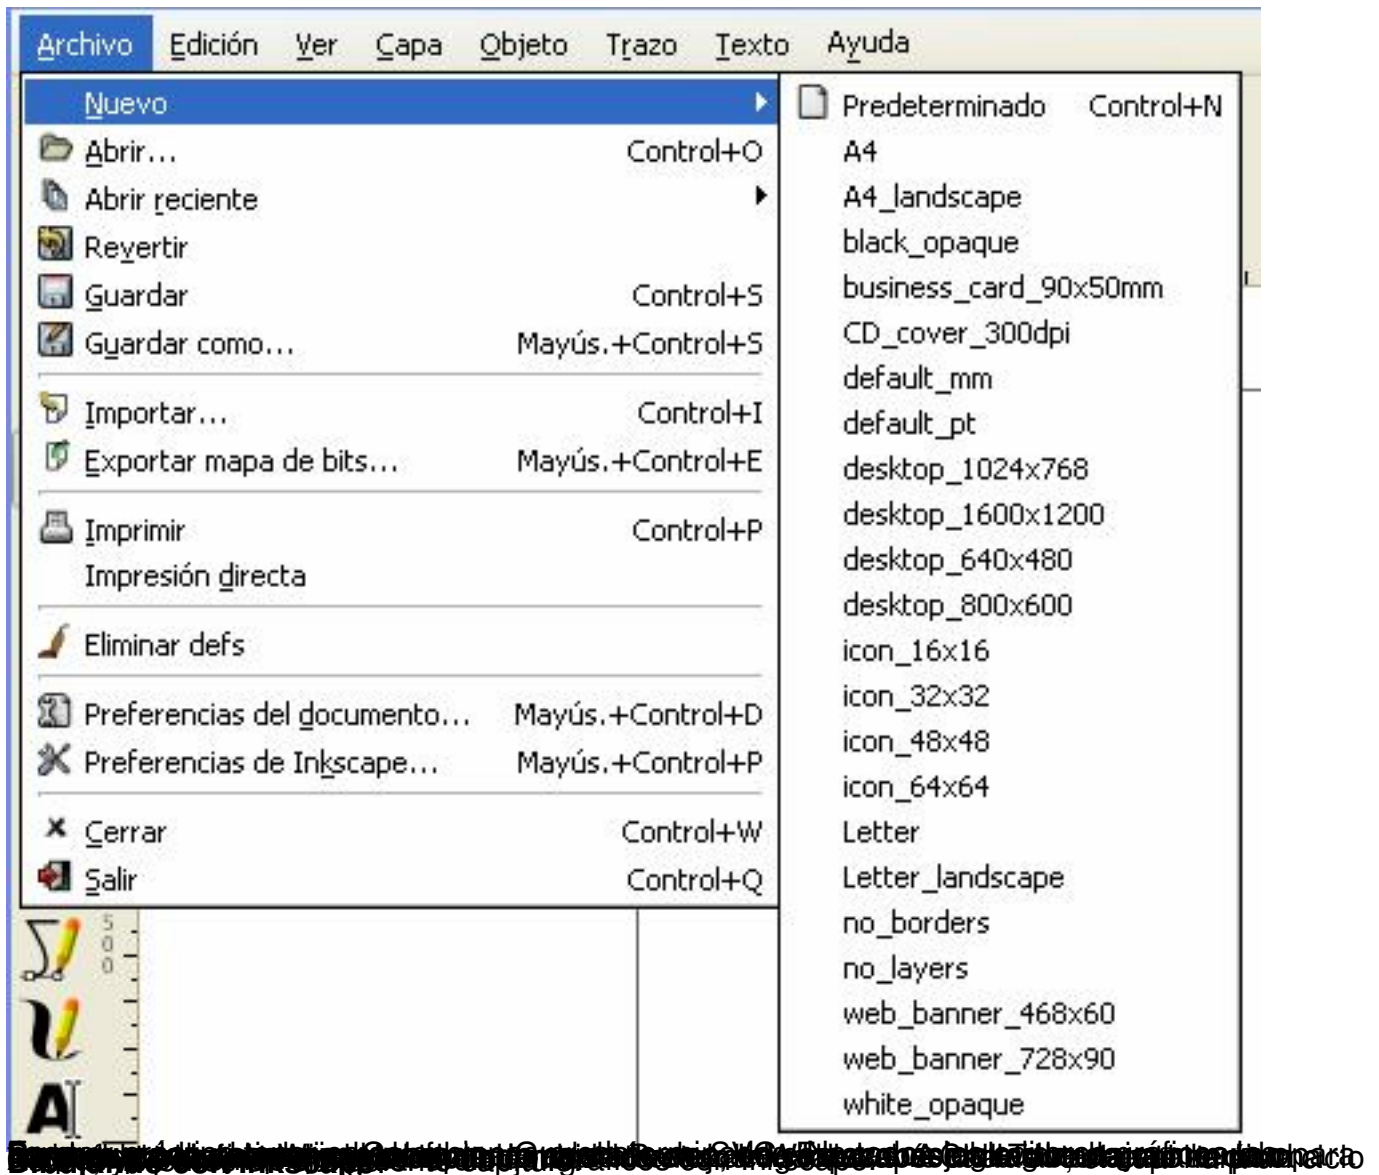 Archivo Edición Ver Capa Objeto Trazo Texto Ayuda
Nuevo
Abrir... Control+O
Abrir reciente
Revertir
Guardar Control+S
Guardar como... Mayús.+Control+S
Importar... Control+I
Exportar mapa de bits... Mayús.+Control+E
Imprimir Control+P
Impresión directa
Eliminar defs
Preferencias del documento... Mayús.+Control+D
Preferencias de Inkscape... Mayús.+Control+P
Cerrar Control+W
Salir Control+Q
Predeterminado Control+N
A4
A4_landscape
black_opaque
business_card_90x50mm
CD_cover_300dpi
default_mm
default_pt
desktop_1024x768
desktop_1600x1200
desktop_640x480
desktop_800x600
icon_16x16
icon_32x32
icon_48x48
icon_64x64
Letter
Letter_landscape
no_borders
no_layers
web_banner_468x60
web_banner_728x90
white_opaque
5
0
0
A